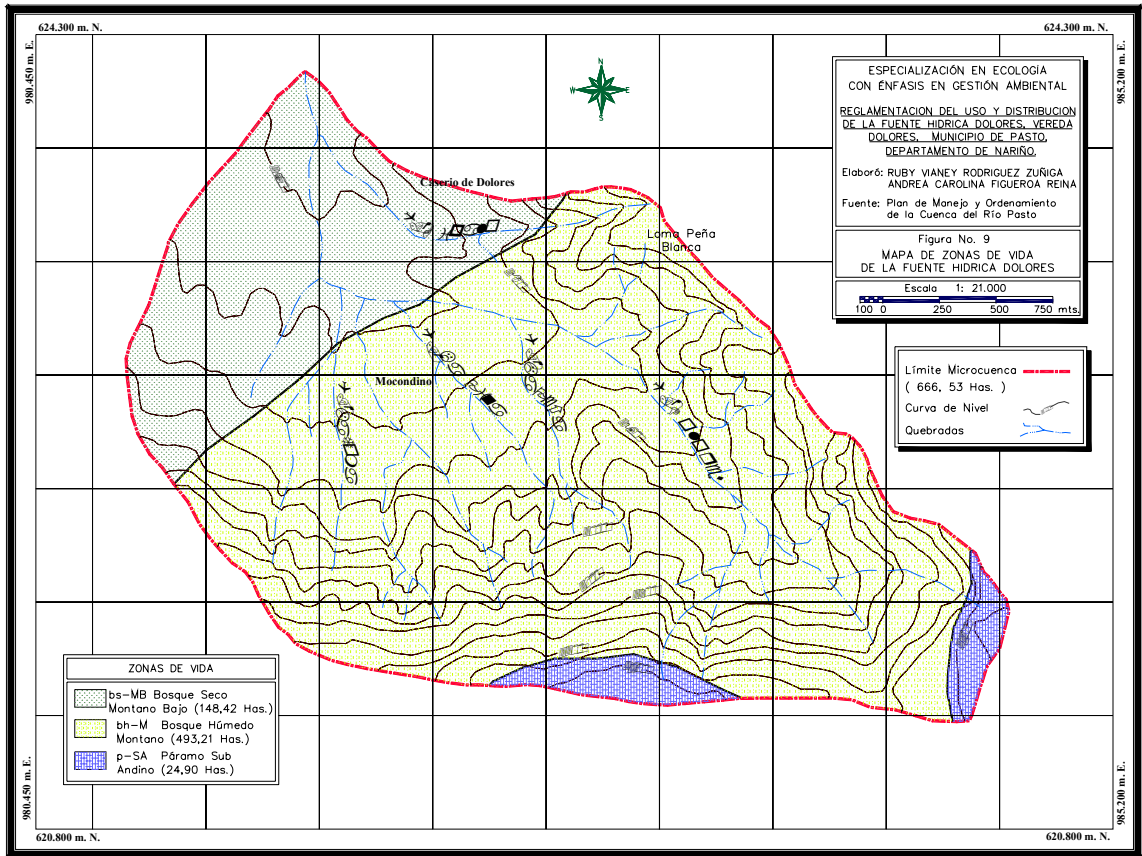 624.300 m. N.
624.300 m. N.
980.450 m. E.
985.200 m. E.
N
W
E
S
ESPECIALIZACIÓN EN ECOLOGÍA
CON ÉNFASIS EN GESTIÓN AMBIENTAL
REGLAMENTACION DEL USO Y DISTRIBUCION
DE LA FUENTE HIDRICA DOLORES, VEREDA
DOLORES, MUNICIPIO DE PASTO,
DEPARTAMENTO DE NARIÑO.
Elaboró: RUBY VIANEY RODRIGUEZ ZUÑIGA
ANDREA CAROLINA FIGUEROA REINA
Fuente: Plan de Manejo y Ordenamiento
de la Cuenca del Río Pasto
Figura No. 9
MAPA DE ZONAS DE VIDA
DE LA FUENTE HIDRICA DOLORES
Escala 1: 21.000
100 0 250 500 750 mts.
Caserio de Dolores
Loma Peña
Blanca
Mocondino
Límite Microcuenca
( 666, 53 Has. )
Curva de Nivel
Quebradas
ZONAS DE VIDA
bs-MB Bosque Seco
Montano Bajo (148,42 Has.)
bh-M Bosque Húmedo
Montano (493,21 Has.)
p-SA Páramo Sub
Andino (24,90 Has.)
980.450 m. E.
985.200 m. E.
620.800 m. N.
620.800 m. N.